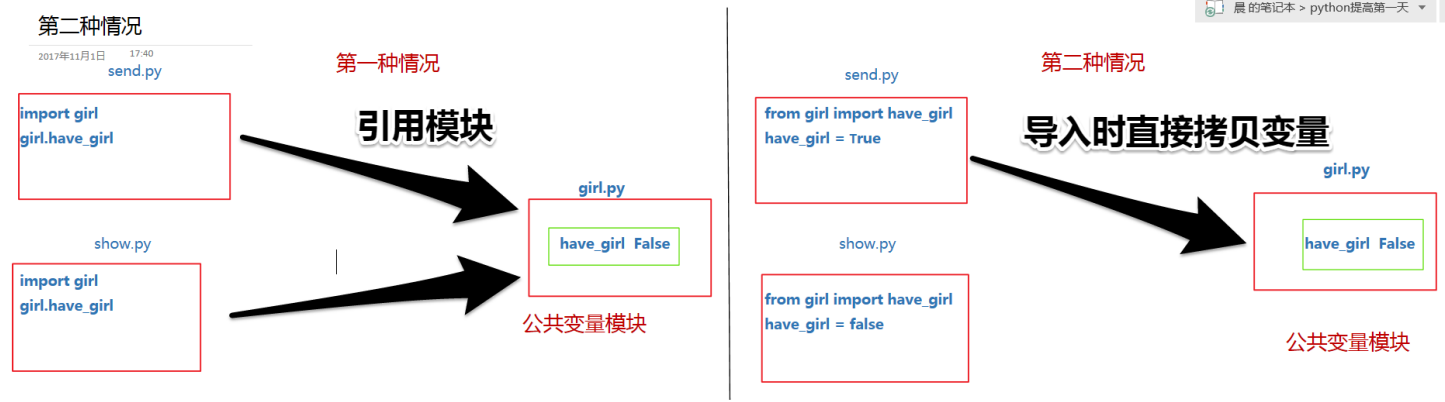 第二种情况
2017年11月1日 17:40
send.py
import girl
girl.have_girl
第一种情况
引用模块
girl.py
have_girl False
公共变量模块
show.py
import girl
girl.have_girl
晨 的笔记本 > python提高第一天
第二种情况
send.py
from girl import have_girl
have_girl = True
导入时直接拷贝变量
girl.py
have_girl False
公共变量模块
show.py
from girl import have_girl
have_girl = false